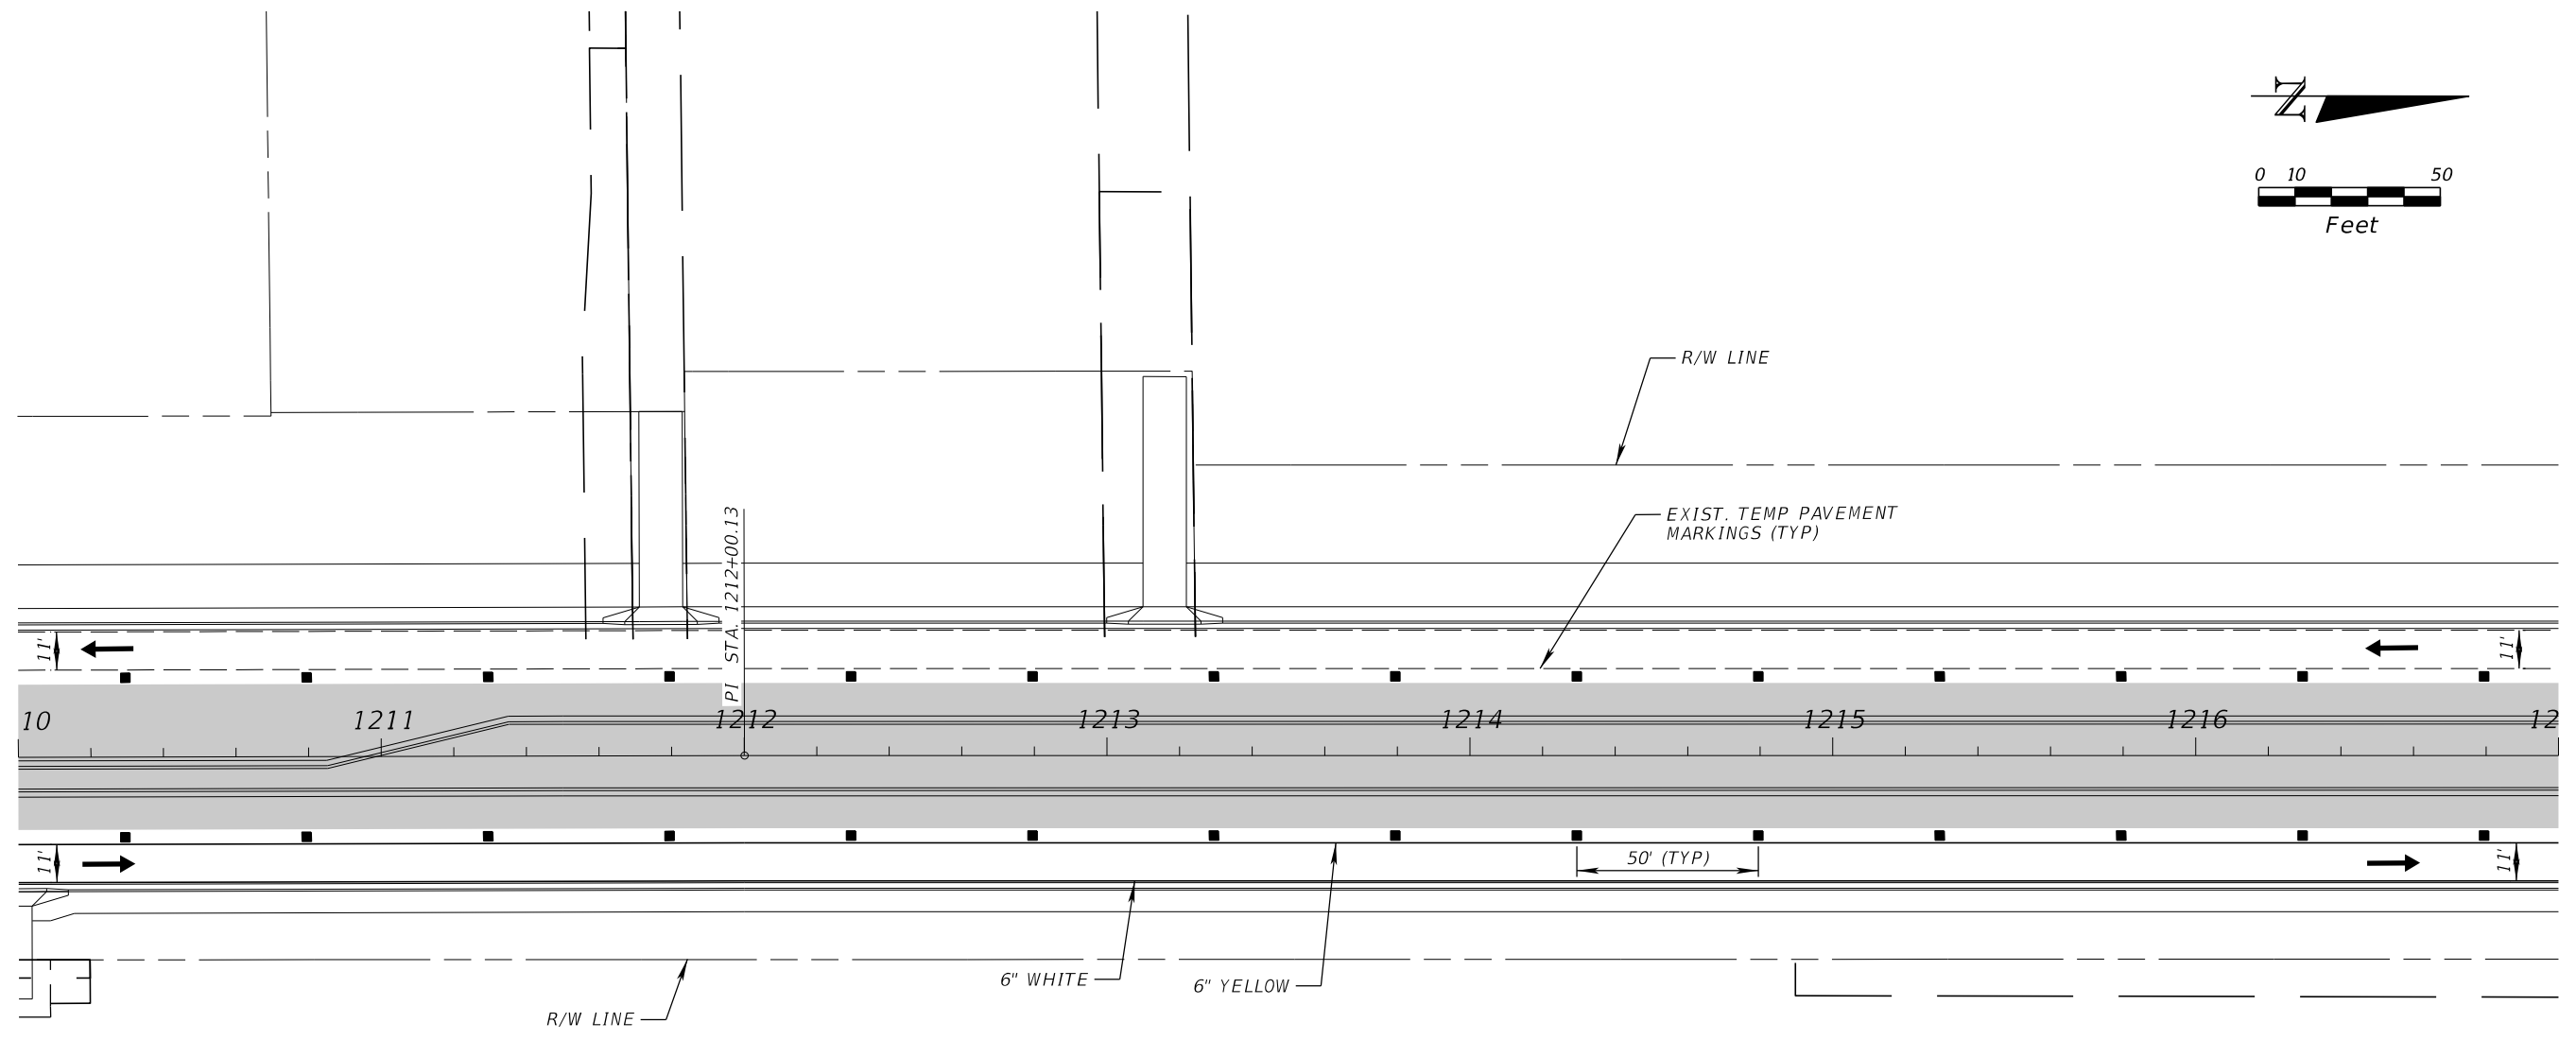 N
0 10 50
Feet
R/W LINE
EXIST. TEMP PAVEMENT
MARKINGS (TYP)
PI STA. 1212+00.13
11'
11'
10 1211 1212 1213 1214 1215 1216 12
11'
50' (TYP)
11'
6" WHITE
6" YELLOW
R/W LINE